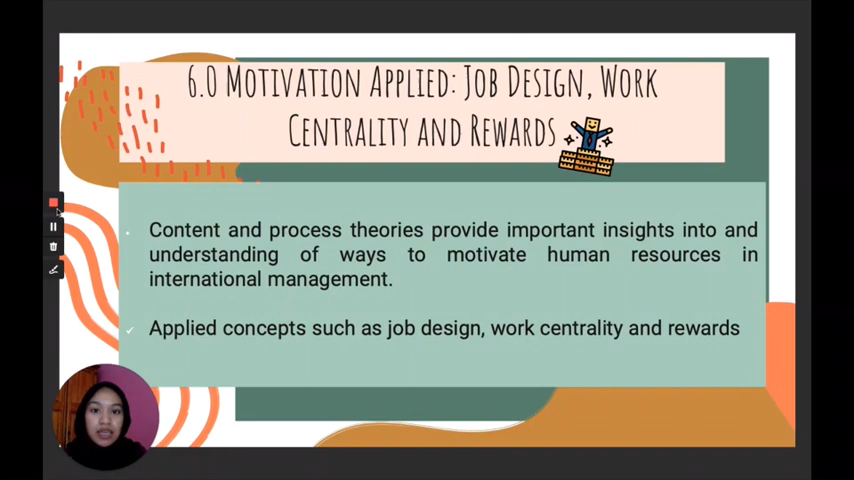 6.0 Motivation Applied: Job Design, Work
Centrality and Rewards
Content and process theories provide important insights into and
understanding of ways to motivate human resources in
international management.
Applied concepts such as job design, work centrality and rewards